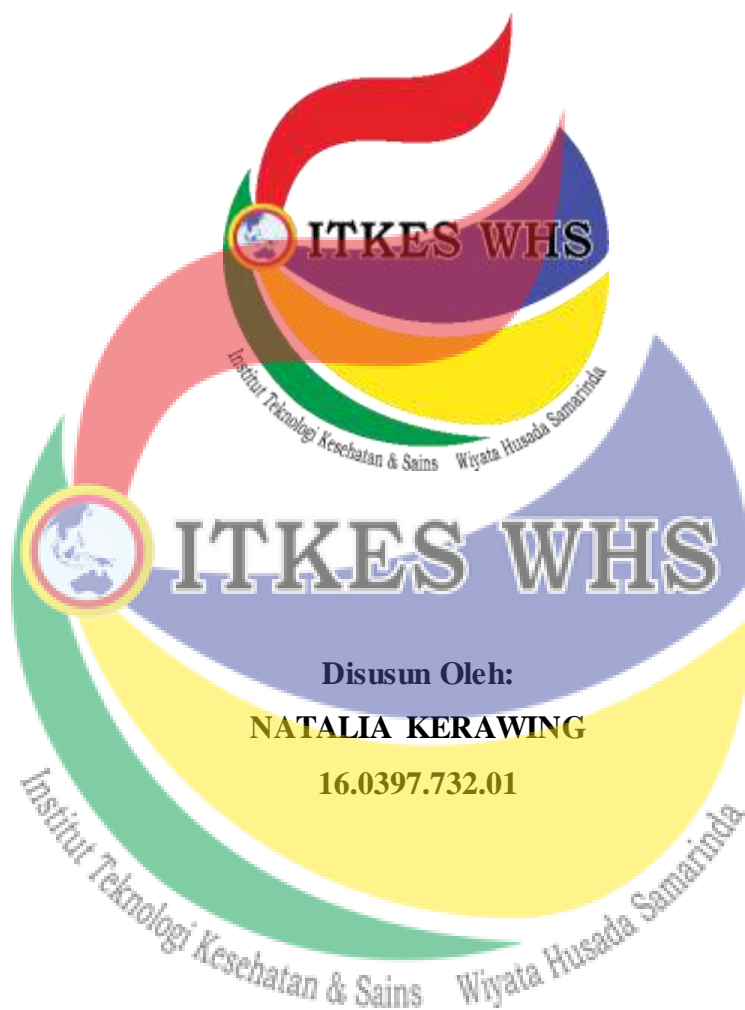 ITKES WHS
Institut Teknologi Kesehatan & Sains Wiyata Husada Samarinda
ITKES WHS
Disusun Oleh:
NATALIA KERAWING
16.0397.732.01
Institut Teknologi Kesehatan & Sains Wiyata Husada Samarinda